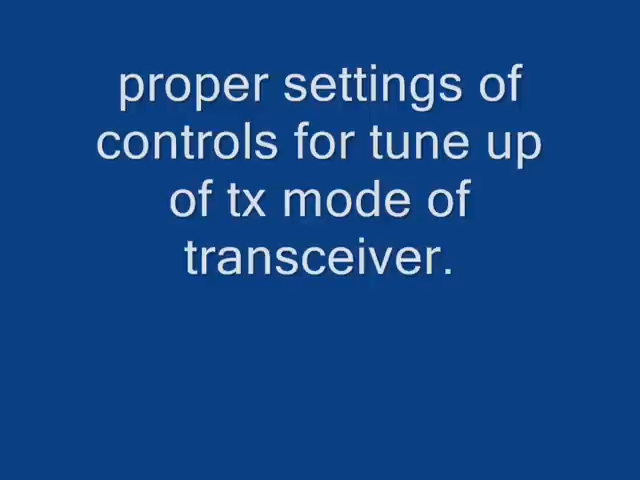 proper settings of
controls for tune up
of tx mode of
transceiver.